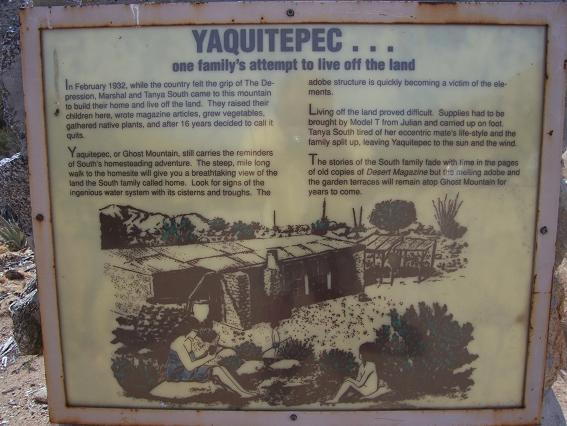 YAQUITEPEC . . .
one family's attempt to live off the land
In February 1932, while the country felt the grip of The De-
pression, Marshal and Tanya South came to this mountain
to build their home and live off the land. They raised their
children here, wrote magazine articles, grew vegetables,
gathered native plants, and after 16 years decided to call it
quits.
Yaquitepec, or Ghost Mountain, still carries the reminders
of South's homesteading adventure. The steep, mile long
walk to the homesite will give you a breathtaking view of the
land the South family called home. Look for signs of the
ingenious water system with its cisterns and troughs. The
adobe structure is quickly becoming a victim of the ele-
ments.
Living off the land proved difficult. Supplies had to be
brought by Model T from Julian and carried up on foot.
Tanya South tired of her eccentric mate's life-style and the
family split up, leaving Yaquitepec to the sun and the wind.
The stories of the South family fade with time in the pages
of old copies of Desert Magazine but the melting adobe and
the garden terraces will remain atop Ghost Mountain for
years to come.